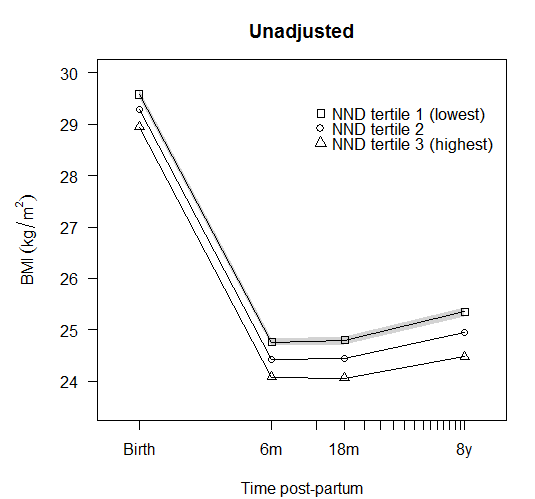 Unadjusted
30
29
28
27
26
25
24
BMI (kg/m²)
NND tertile 1 (lowest)
NND tertile 2
NND tertile 3 (highest)
Birth 6m 18m 8y
Time post-partum